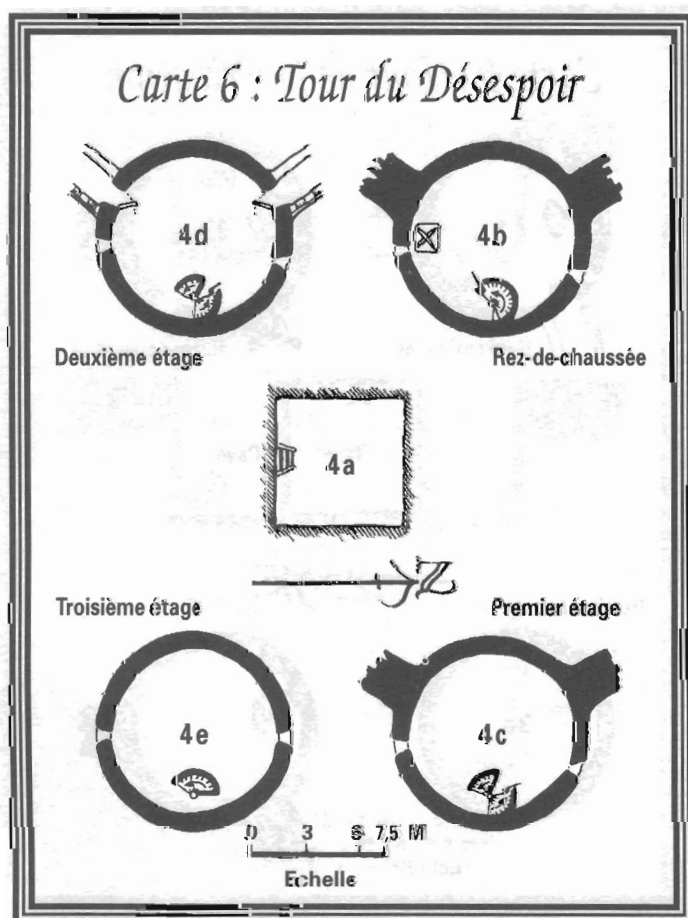 Carte 6 : Tour du Désespoir
4d
4b
Deuxième étage
Rez-de-chaussée
4a
N
Troisième étage
Premier étage
4e
4c
0 3 6 7,5 M
Echelle